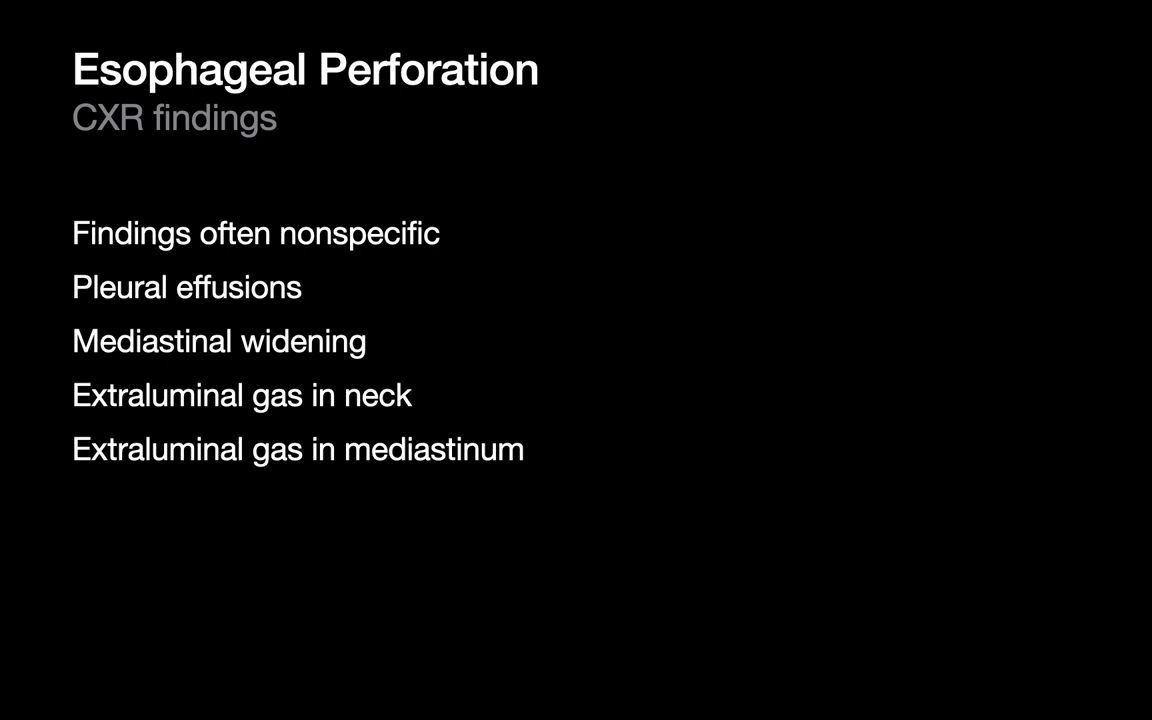 Esophageal Perforation
CXR findings
Findings often nonspecific
Pleural effusions
Mediastinal widening
Extraluminal gas in neck
Extraluminal gas in mediastinum